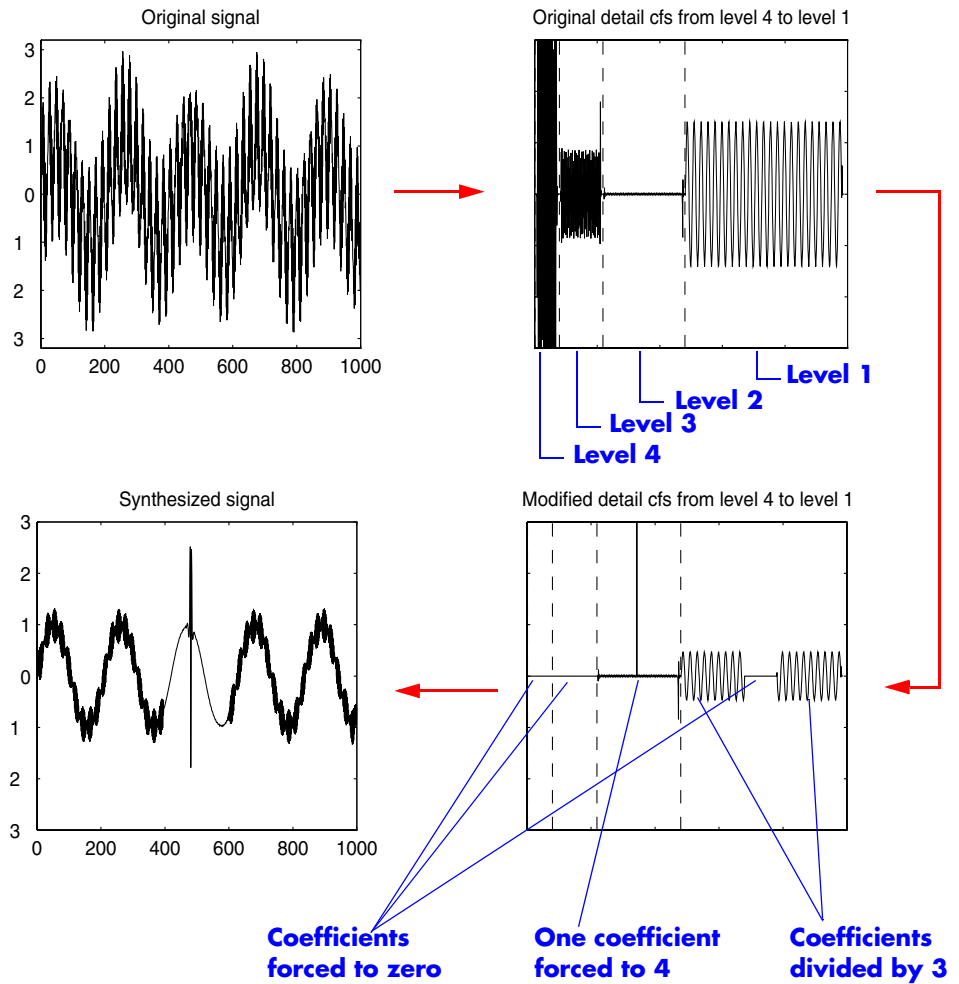 Original signal
Original detail cfs from level 4 to level 1
3
2
1
0
1
2
3
0
200
400
600
800
1000
Level 1
Level 2
Level 3
Level 4
Synthesized signal
Modified detail cfs from level 4 to level 1
3
2
1
0
1
2
3
0
200
400
600
800
1000
Coefficients
forced to zero
One coefficient
forced to 4
Coefficients
divided by 3